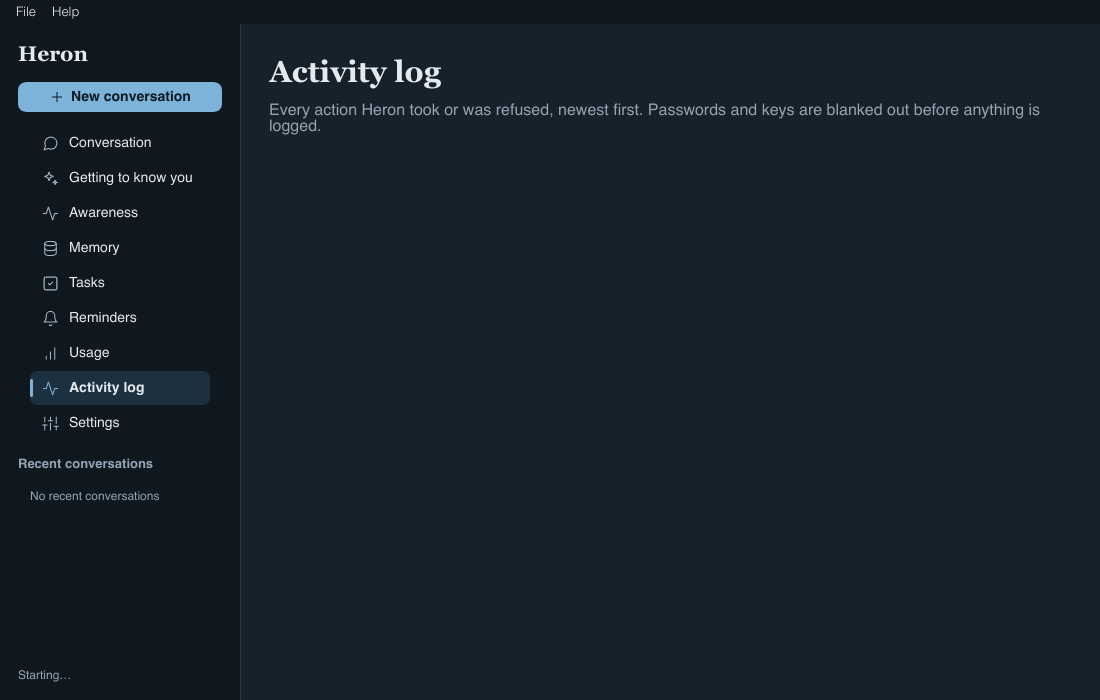 File Help
Heron
New conversation
Conversation
Getting to know you
Awareness
Memory
Tasks
Reminders
Usage
Activity log
Settings
Recent conversations
No recent conversations
Starting…
Activity log
Every action Heron took or was refused, newest first. Passwords and keys are blanked out before anything is
logged.